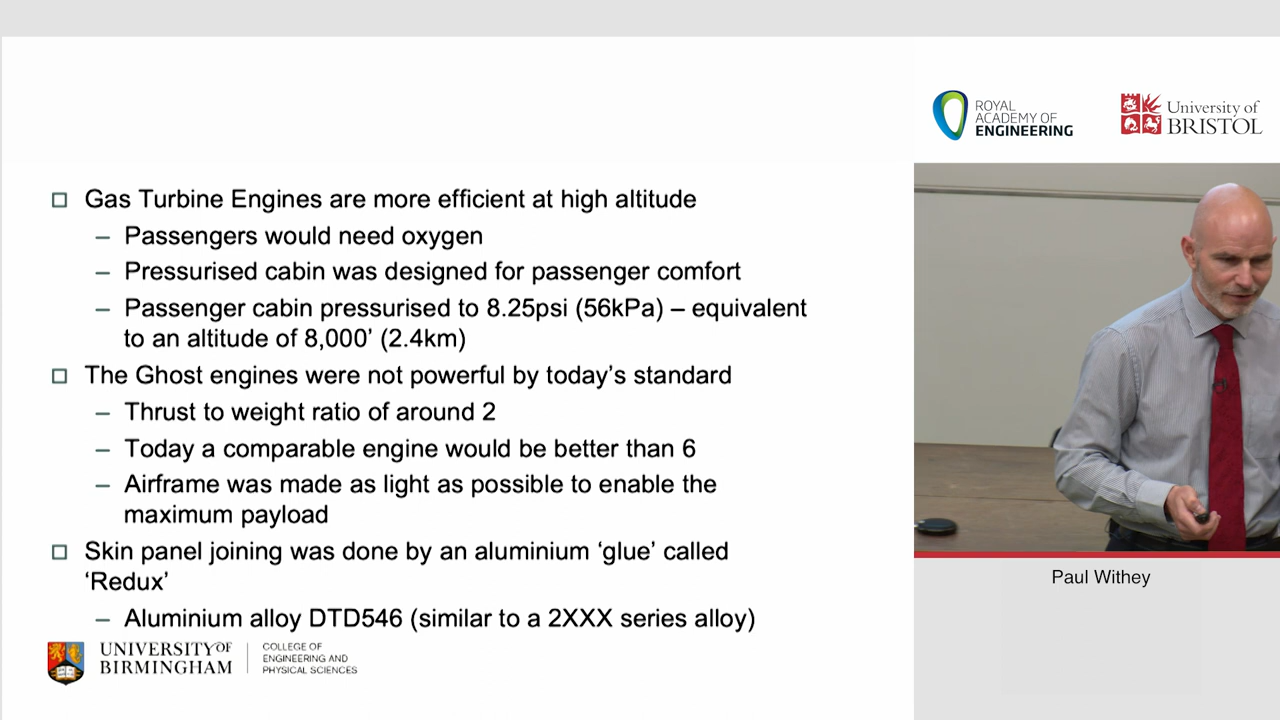 ROYAL
ACADEMY OF
ENGINEERING
University of
BRISTOL
Gas Turbine Engines are more efficient at high altitude
– Passengers would need oxygen
– Pressurised cabin was designed for passenger comfort
– Passenger cabin pressurised to 8.25psi (56kPa) – equivalent
to an altitude of 8,000’ (2.4km)
The Ghost engines were not powerful by today’s standard
– Thrust to weight ratio of around 2
– Today a comparable engine would be better than 6
– Airframe was made as light as possible to enable the
maximum payload
Skin panel joining was done by an aluminium ‘glue’ called
‘Redux’
– Aluminium alloy DTD546 (similar to a 2XXX series alloy)
UNIVERSITY OF
BIRMINGHAM
COLLEGE OF
ENGINEERING AND
PHYSICAL SCIENCES
Paul Withey